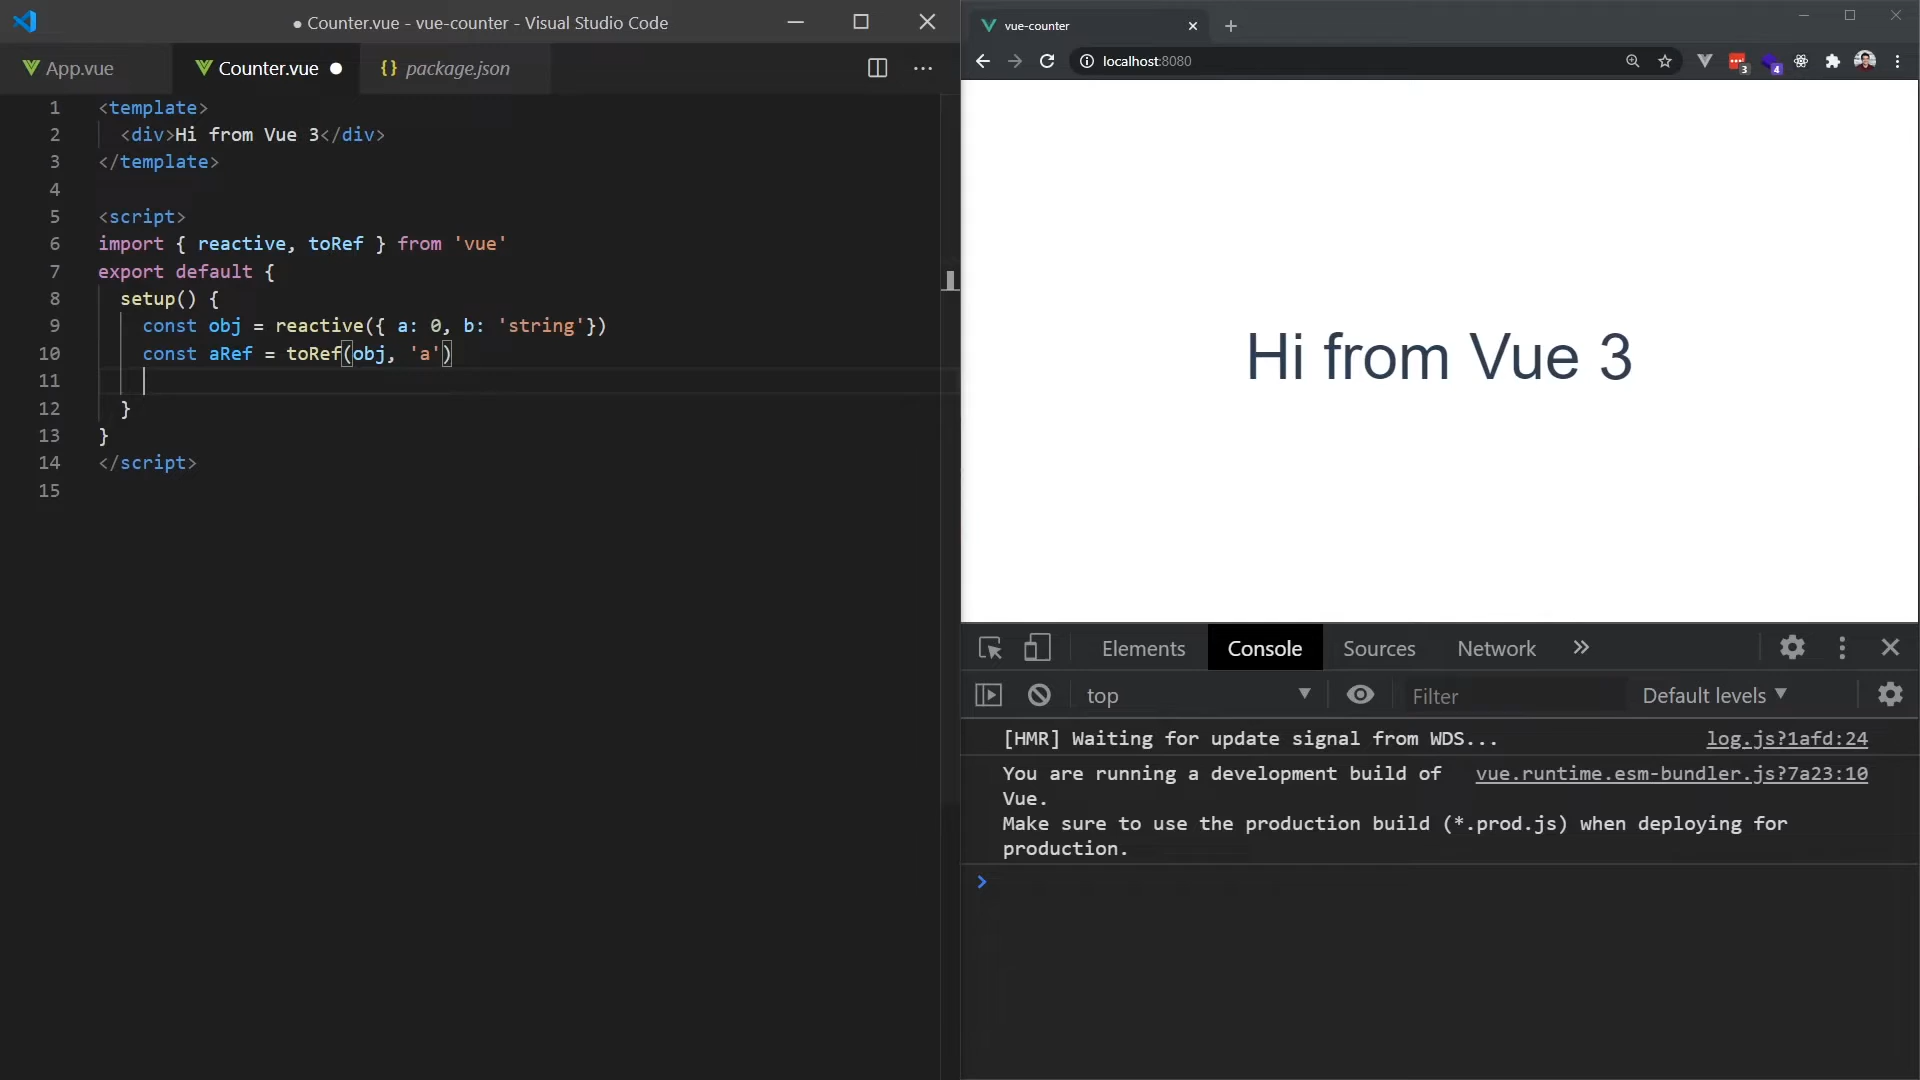 ● Counter.vue - vue-counter - Visual Studio Code
App.vue
Counter.vue ●
{} package.json
1 <template>
2 <div>Hi from Vue 3</div>
3 </template>
4
5 <script>
6 import { reactive, toRef } from 'vue'
7 export default {
8 setup() {
9 const obj = reactive({ a: 0, b: 'string'})
10 const aRef = toRef(obj, 'a')
11
12 }
13 }
14 </script>
15
vue-counter
localhost:8080
3
4
Hi from Vue 3
Elements Console Sources Network »
top Filter Default levels
[HMR] Waiting for update signal from WDS... log.js?1afd:24
You are running a development build of vue.runtime.esm-bundler.js?7a23:10
Vue.
Make sure to use the production build (*.prod.js) when deploying for
production.